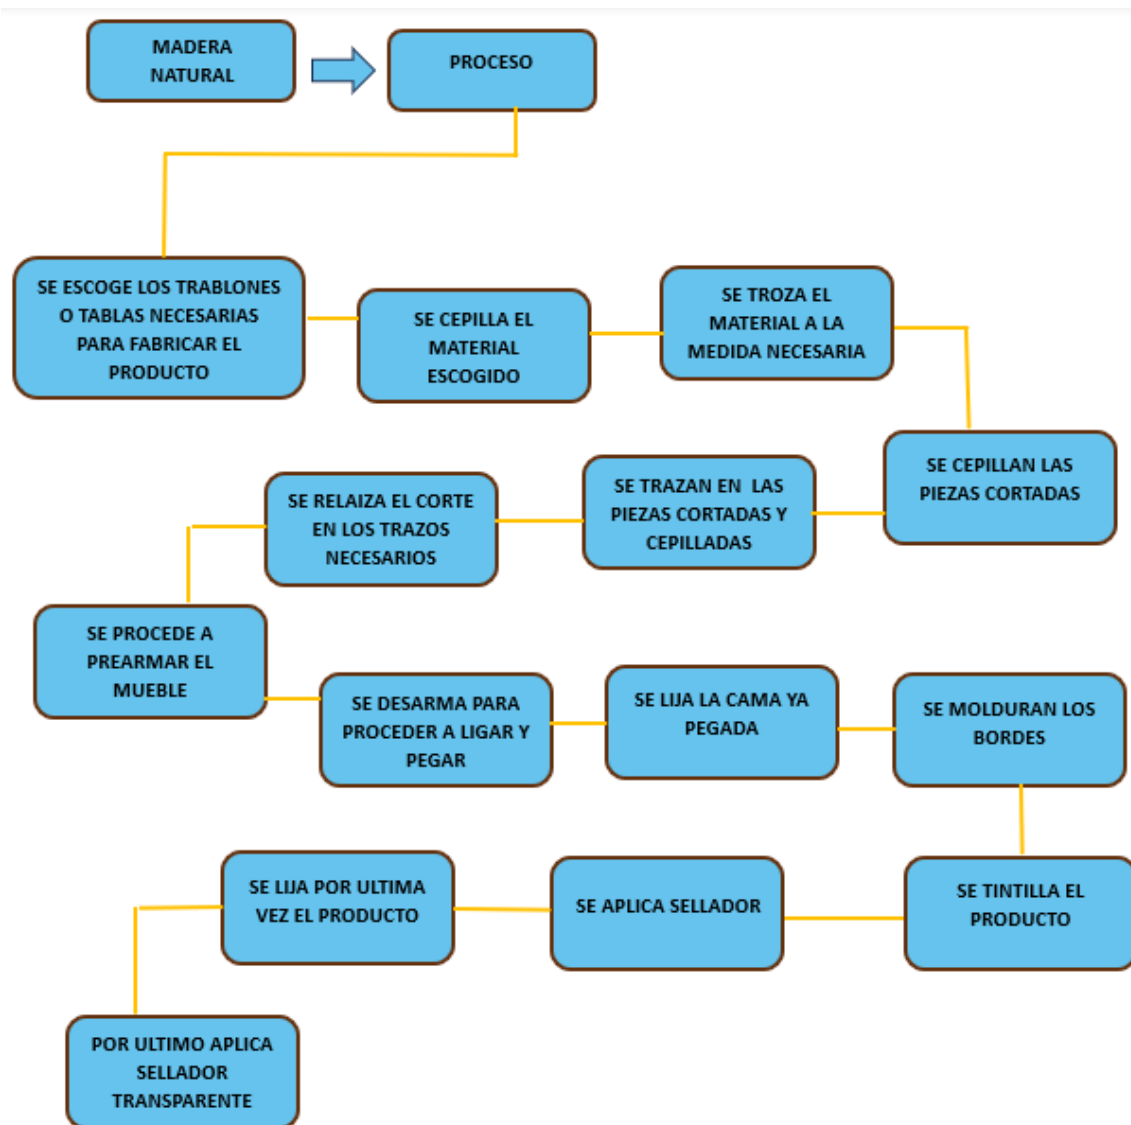 MADERA
NATURAL
PROCESO
SE ESCOGE LOS TRABLONES
O TABLAS NECESARIAS
PARA FABRICAR EL
PRODUCTO
SE CEPILLA EL
MATERIAL
ESCOGIDO
SE TROZA EL
MATERIAL A LA
MEDIDA NECESARIA
SE CEPILLAN LAS
PIEZAS CORTADAS
SE TRAZAN EN LAS
PIEZAS CORTADAS Y
CEPILLADAS
SE RELAIZA EL CORTE
EN LOS TRAZOS
NECESARIOS
SE PROCEDE A
PREARMAR EL
MUEBLE
SE DESARMA PARA
PROCEDER A LIGAR Y
PEGAR
SE LIJA LA CAMA YA
PEGADA
SE MOLDURAN LOS
BORDES
SE TINTILLA EL
PRODUCTO
SE APLICA SELLADOR
SE LIJA POR ULTIMA
VEZ EL PRODUCTO
POR ULTIMO APLICA
SELLADOR
TRANSPARENTE